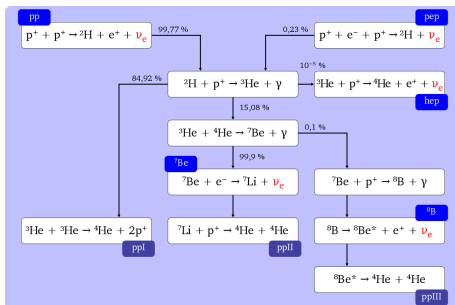 pp
pep
p⁺ + p⁺ → ²H + e⁺ + νₑ
99,77 %
0,23 %
p⁺ + e⁻ + p⁺ → ²H + νₑ
10⁻⁵ %
84,92 %
²H + p⁺ → ³He + γ
³He + p⁺ → ⁴He + e⁺ + νₑ
hep
15,08 %
³He + ⁴He → ⁷Be + γ
0,1 %
99,9 %
⁷Be
⁷Be + e⁻ → ⁷Li + νₑ
⁷Be + p⁺ → ⁸B + γ
⁸B
³He + ³He → ⁴He + 2p⁺
⁷Li + p⁺ → ⁴He + ⁴He
⁸B → ⁸Be* + e⁺ + νₑ
ppI
ppII
⁸Be* → ⁴He + ⁴He
ppIII